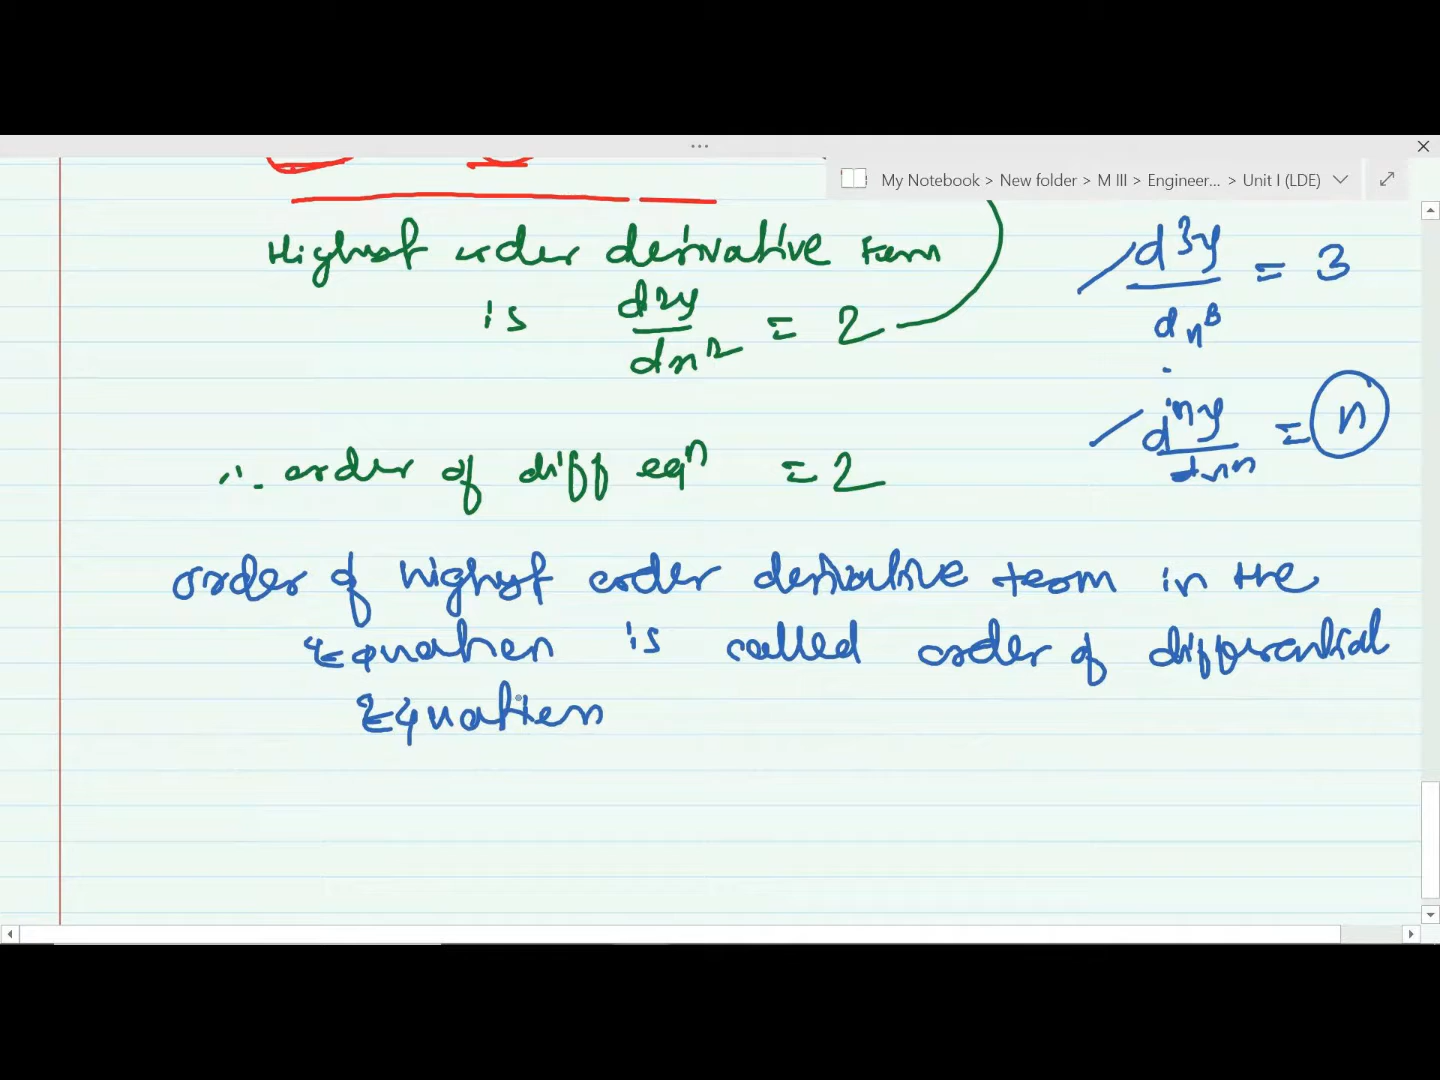 My Notebook > New folder > M III > Engineer... > Unit I (LDE)
Highest order derivative term
is d2y/dx2 = 2
d3y/dx3 = 3
dny/dxn = n
∴ order of diff eqn = 2
order of highest order derivative term in the
Equation is called order of differential
Equation